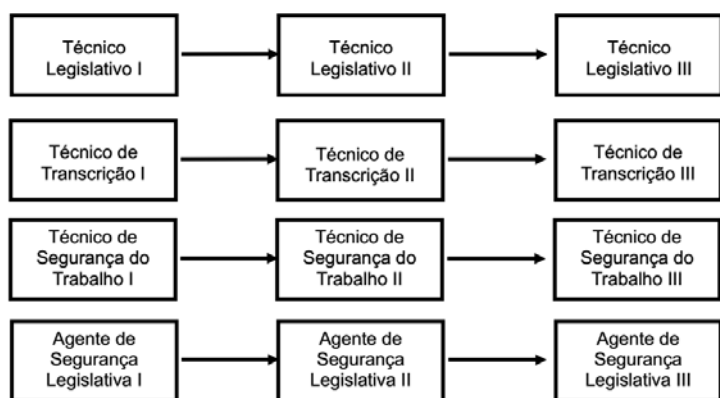 Técnico
Legislativo I
Técnico
Legislativo II
Técnico
Legislativo III
Técnico de
Transcrição I
Técnico de
Transcrição II
Técnico de
Transcrição III
Técnico de
Segurança do
Trabalho I
Técnico de
Segurança do
Trabalho II
Técnico de
Segurança do
Trabalho III
Agente de
Segurança
Legislativa I
Agente de
Segurança
Legislativa II
Agente de
Segurança
Legislativa III